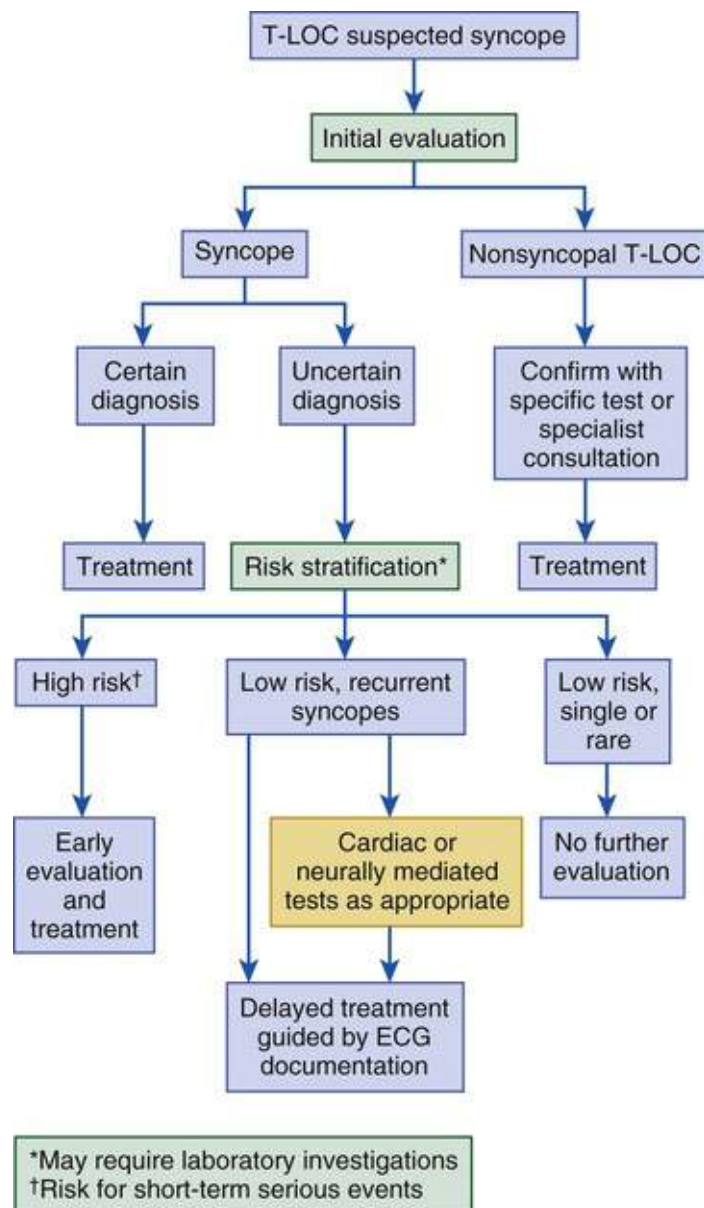 T-LOC suspected syncope
Initial evaluation
Syncope
Nonsyncopal T-LOC
Certain
diagnosis
Uncertain
diagnosis
Confirm with
specific test or
specialist
consultation
Treatment
Risk stratification*
Treatment
High risk†
Low risk, recurrent
syncopes
Low risk,
single or
rare
Early
evaluation
and
treatment
Cardiac or
neurally mediated
tests as appropriate
No further
evaluation
Delayed treatment
guided by ECG
documentation
*May require laboratory investigations
†Risk for short-term serious events